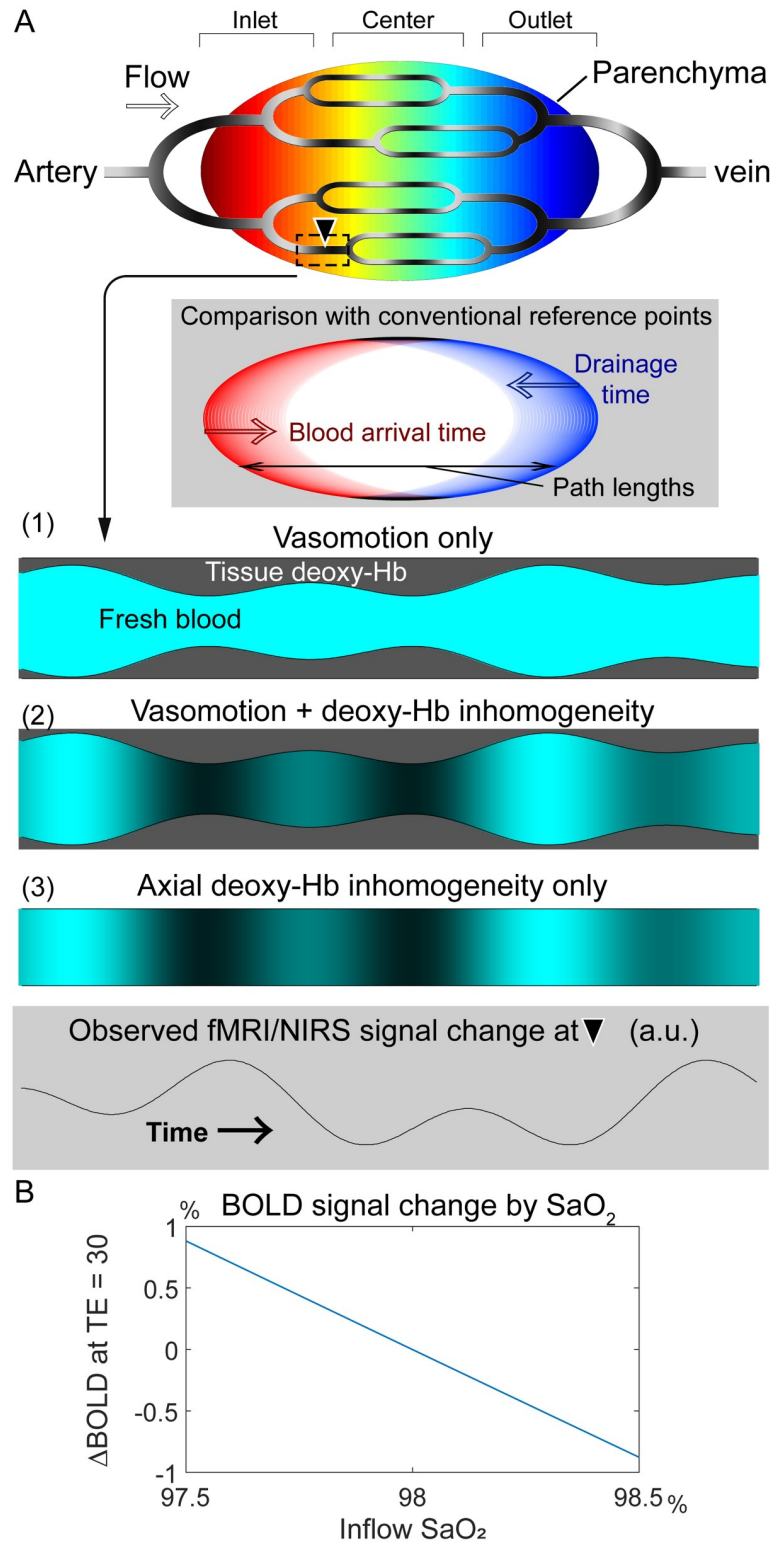 A
Inlet Center Outlet
Flow
Parenchyma
Artery
vein
Comparison with conventional reference points
Drainage
time
Blood arrival time
Path lengths
(1)
Vasomotion only
Tissue deoxy-Hb
Fresh blood
(2)
Vasomotion + deoxy-Hb inhomogeneity
(3)
Axial deoxy-Hb inhomogeneity only
Observed fMRI/NIRS signal change at (a.u.)
Time
B
% BOLD signal change by SaO₂
ΔBOLD at TE = 30
1
0.5
0
-0.5
-1
97.5 98 98.5 %
Inflow SaO₂